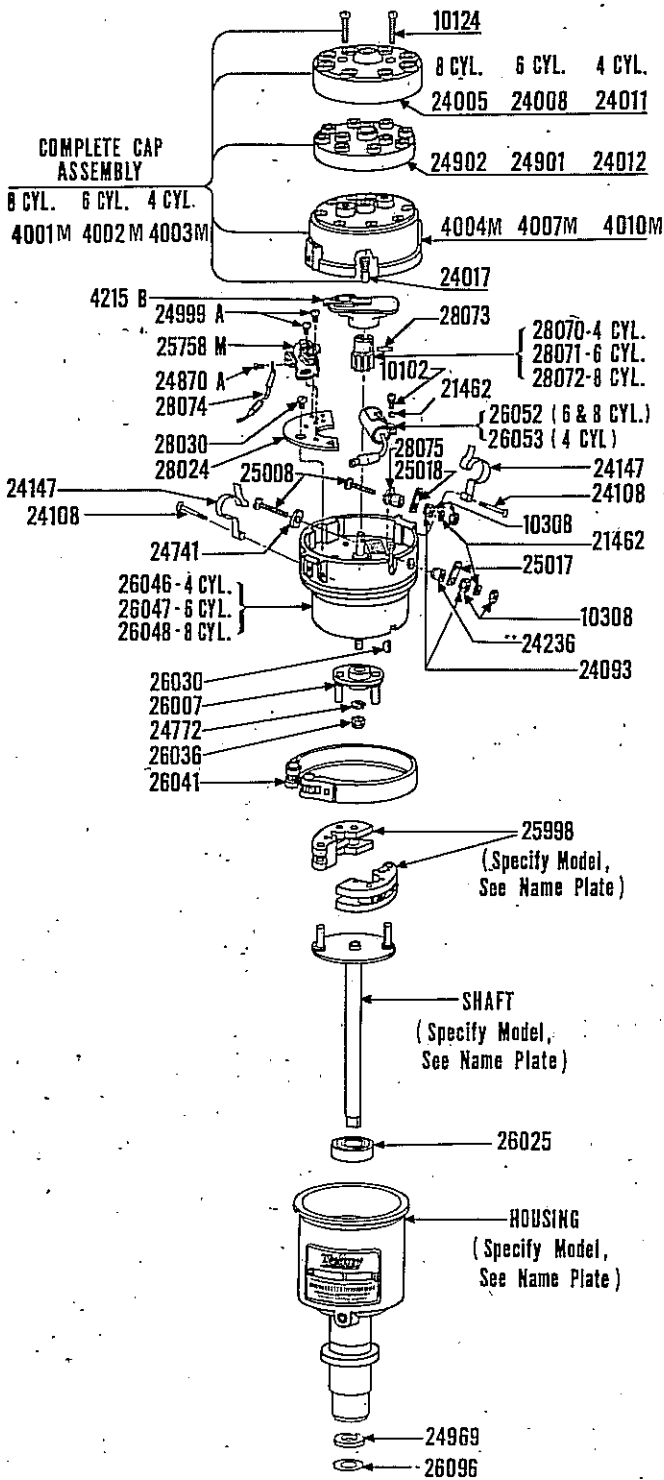 10124
8 CYL. 6 CYL. 4 CYL.
24005 24008 24011
COMPLETE CAP
ASSEMBLY
8 CYL. 6 CYL. 4 CYL.
4001M 4002M 4003M
24902 24901 24012
4004M 4007M 4010M
24017
4215 B
24999 A
25758 M
24870 A
28074
28030
28024
28073
28070-4 CYL.
28071-6 CYL.
28072-8 CYL.
10102
21462
26052 (6 & 8 CYL.)
26053 (4 CYL)
28075
25018
25008
24147
24108
24147
24108
10308
21462
25017
24741
10308
24236
24093
26046-4 CYL.
26047-6 CYL.
26048-8 CYL.
26030
26007
24772
26036
26041
25998
(Specify Model,
See Name Plate)
SHAFT
(Specify Model,
See Name Plate)
26025
HOUSING
(Specify Model,
See Name Plate)
24969
26096